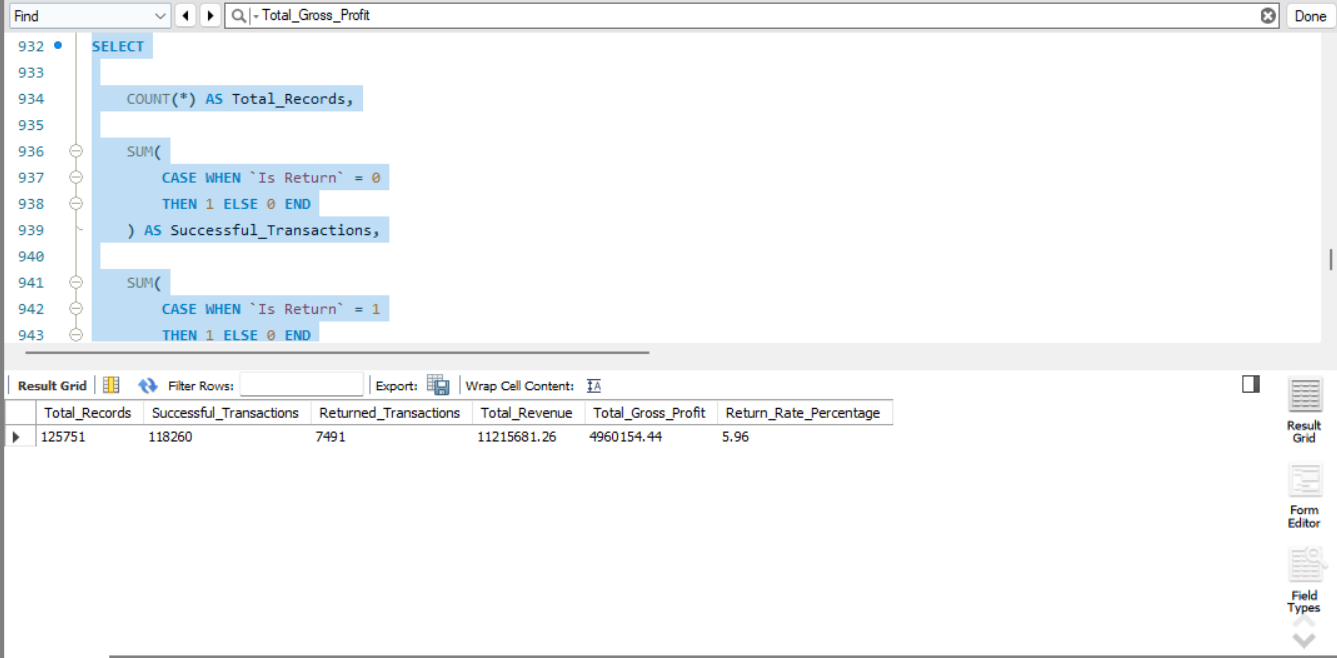 Find Total_Gross_Profit Done
932 SELECT
933
934 COUNT(*) AS Total_Records,
935
936 SUM(
937 CASE WHEN `Is Return` = 0
938 THEN 1 ELSE 0 END
939 ) AS Successful_Transactions,
940
941 SUM(
942 CASE WHEN `Is Return` = 1
943 THEN 1 ELSE 0 END
Result Grid Filter Rows: Export: Wrap Cell Content: IA
Total_Records Successful_Transactions Returned_Transactions Total_Revenue Total_Gross_Profit Return_Rate_Percentage
125751 118260 7491 11215681.26 4960154.44 5.96
Result
Grid
Form
Editor
Field
Types